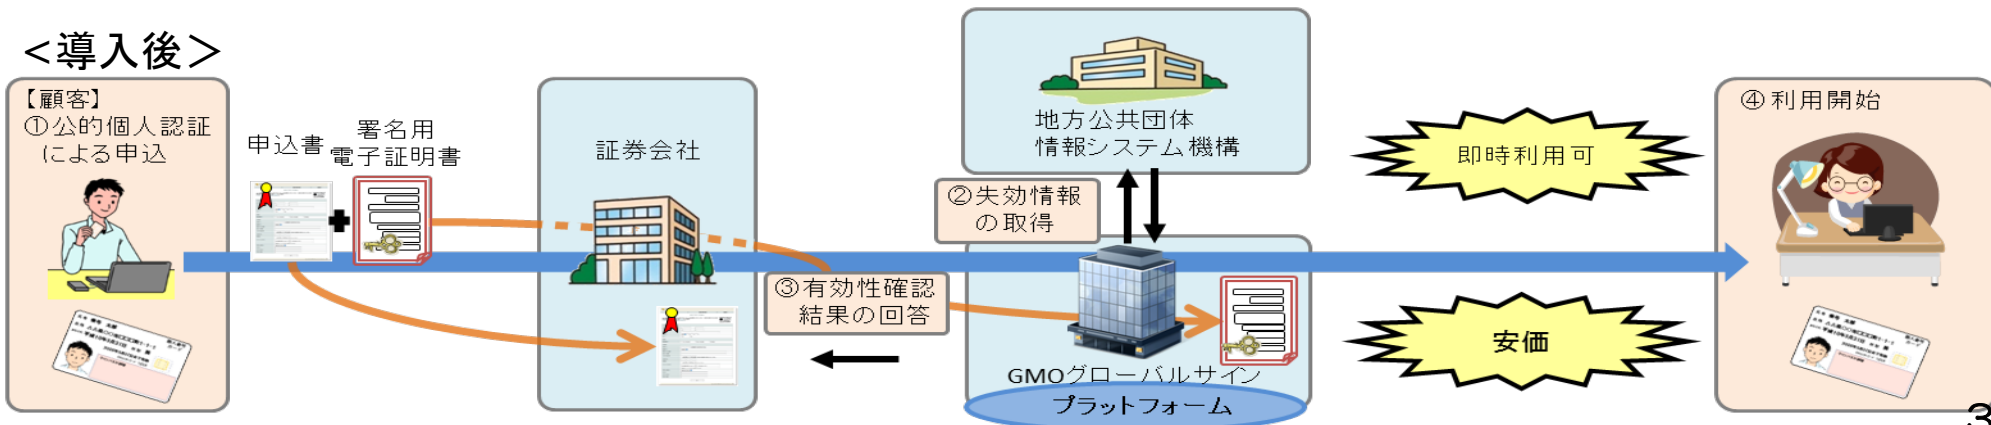 <導入後>
【顧客】
①公的個人認証
による申込
申込書
署名用
電子証明書
証券会社
地方公共団体
情報システム機構
②失効情報
の取得
③有効性確認
結果の回答
GMOグローバルサイン
プラットフォーム
即時利用可
安価
④利用開始
3